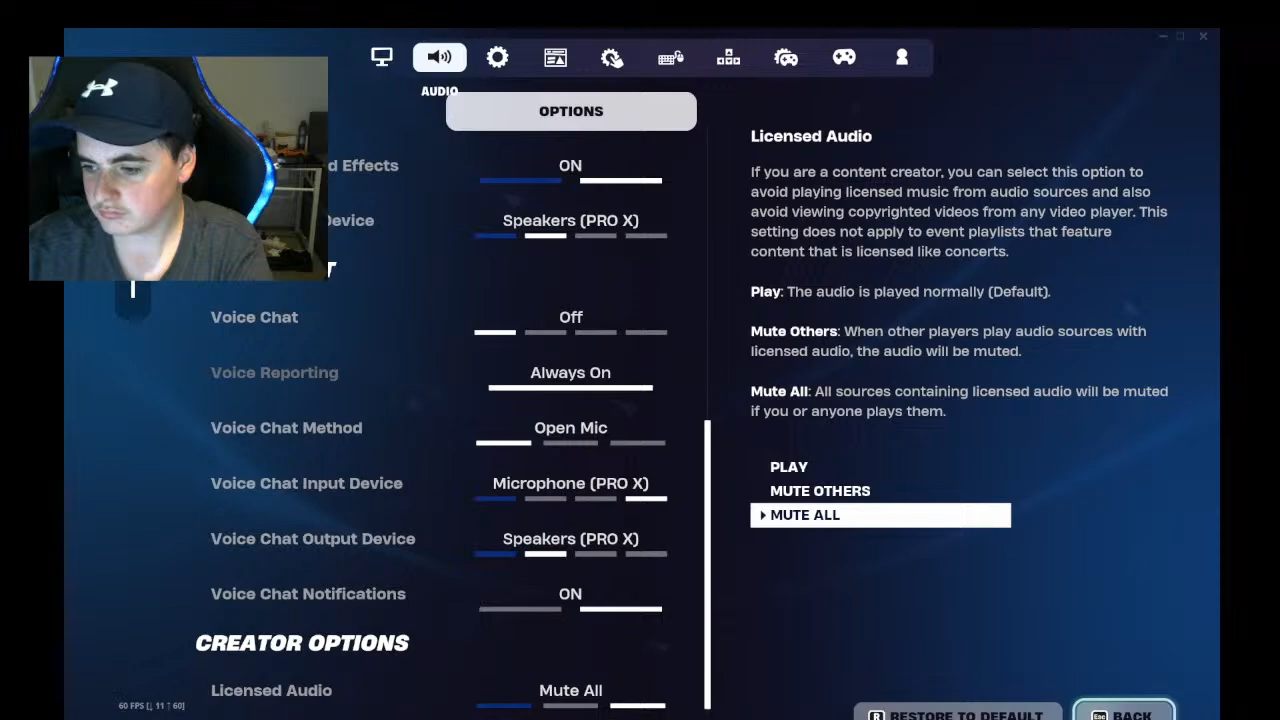 AUDIO
OPTIONS
d Effects
ON
Device
Speakers (PRO X)
T
Voice Chat
Off
Voice Reporting
Always On
Voice Chat Method
Open Mic
Voice Chat Input Device
Microphone (PRO X)
Voice Chat Output Device
Speakers (PRO X)
Voice Chat Notifications
ON
CREATOR OPTIONS
Licensed Audio
Mute All
Licensed Audio
If you are a content creator, you can select this option to
avoid playing licensed music from audio sources and also
avoid viewing copyrighted videos from any video player. This
setting does not apply to event playlists that feature
content that is licensed like concerts.
Play: The audio is played normally (Default).
Mute Others: When other players play audio sources with
licensed audio, the audio will be muted.
Mute All: All sources containing licensed audio will be muted
if you or anyone plays them.
PLAY
MUTE OTHERS
MUTE ALL
60 FPS [↓ 11 ↑ 60]
R RESTORE TO DEFAULT
Esc BACK